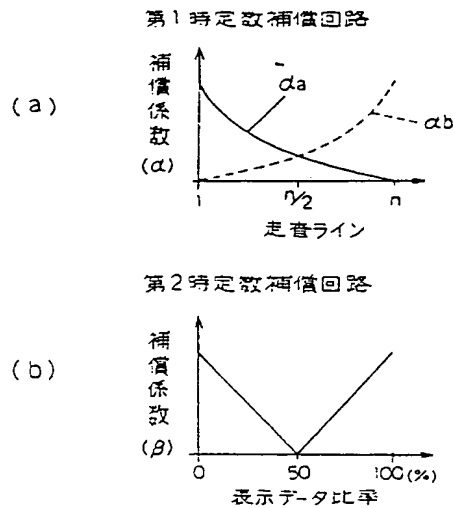 第1時定数補償回路
(a)
補償係数
(α)
αa
αb
1
n/2
n
走査ライン
第2時定数補償回路
(b)
補償係数
(β)
0
50
100(%)
表示データ比率